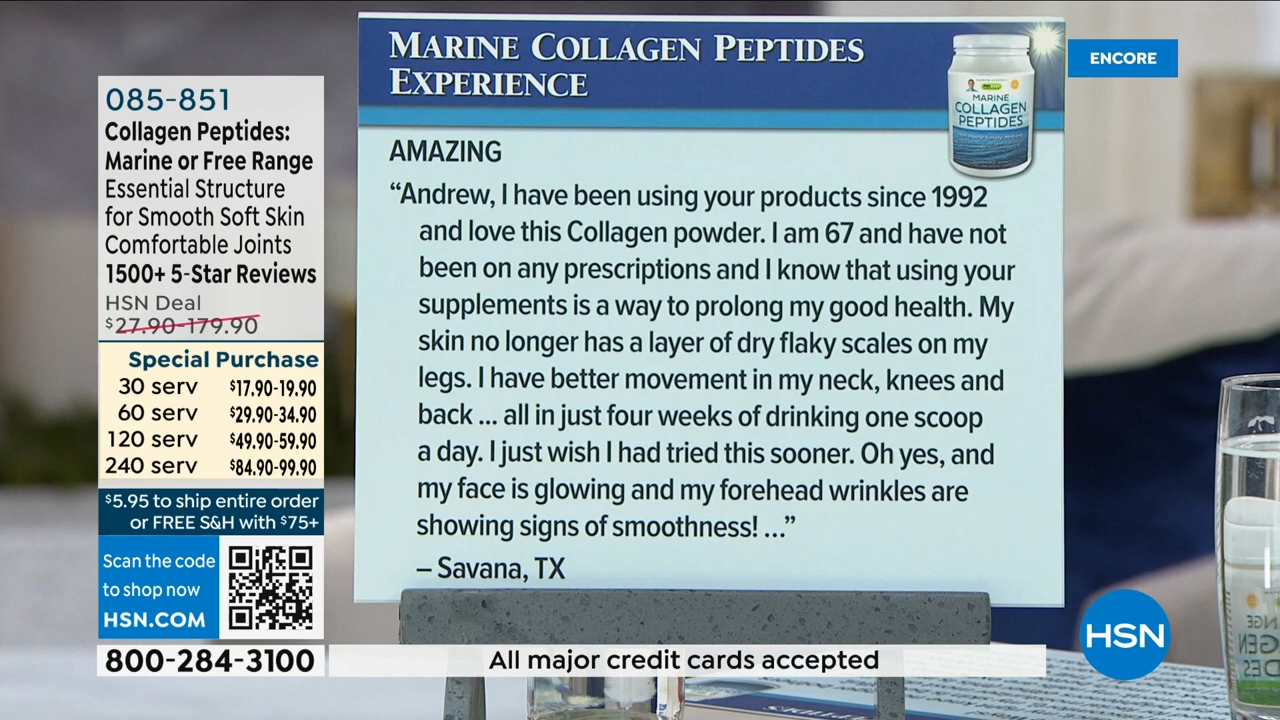 ENCORE
085-851
Collagen Peptides:
Marine or Free Range
Essential Structure
for Smooth Soft Skin
Comfortable Joints
1500+ 5-Star Reviews
HSN Deal
$27.90-179.90
Special Purchase
30 serv $17.90-19.90
60 serv $29.90-34.90
120 serv $49.90-59.90
240 serv $84.90-99.90
$5.95 to ship entire order
or FREE S&H with $75+
Scan the code
to shop now
HSN.COM
800-284-3100
All major credit cards accepted
HSN
MARINE COLLAGEN PEPTIDES
EXPERIENCE
MARINE
COLLAGEN
PEPTIDES
AMAZING
“Andrew, I have been using your products since 1992
and love this Collagen powder. I am 67 and have not
been on any prescriptions and I know that using your
supplements is a way to prolong my good health. My
skin no longer has a layer of dry flaky scales on my
legs. I have better movement in my neck, knees and
back ... all in just four weeks of drinking one scoop
a day. I just wish I had tried this sooner. Oh yes, and
my face is glowing and my forehead wrinkles are
showing signs of smoothness! ...”
– Savana, TX